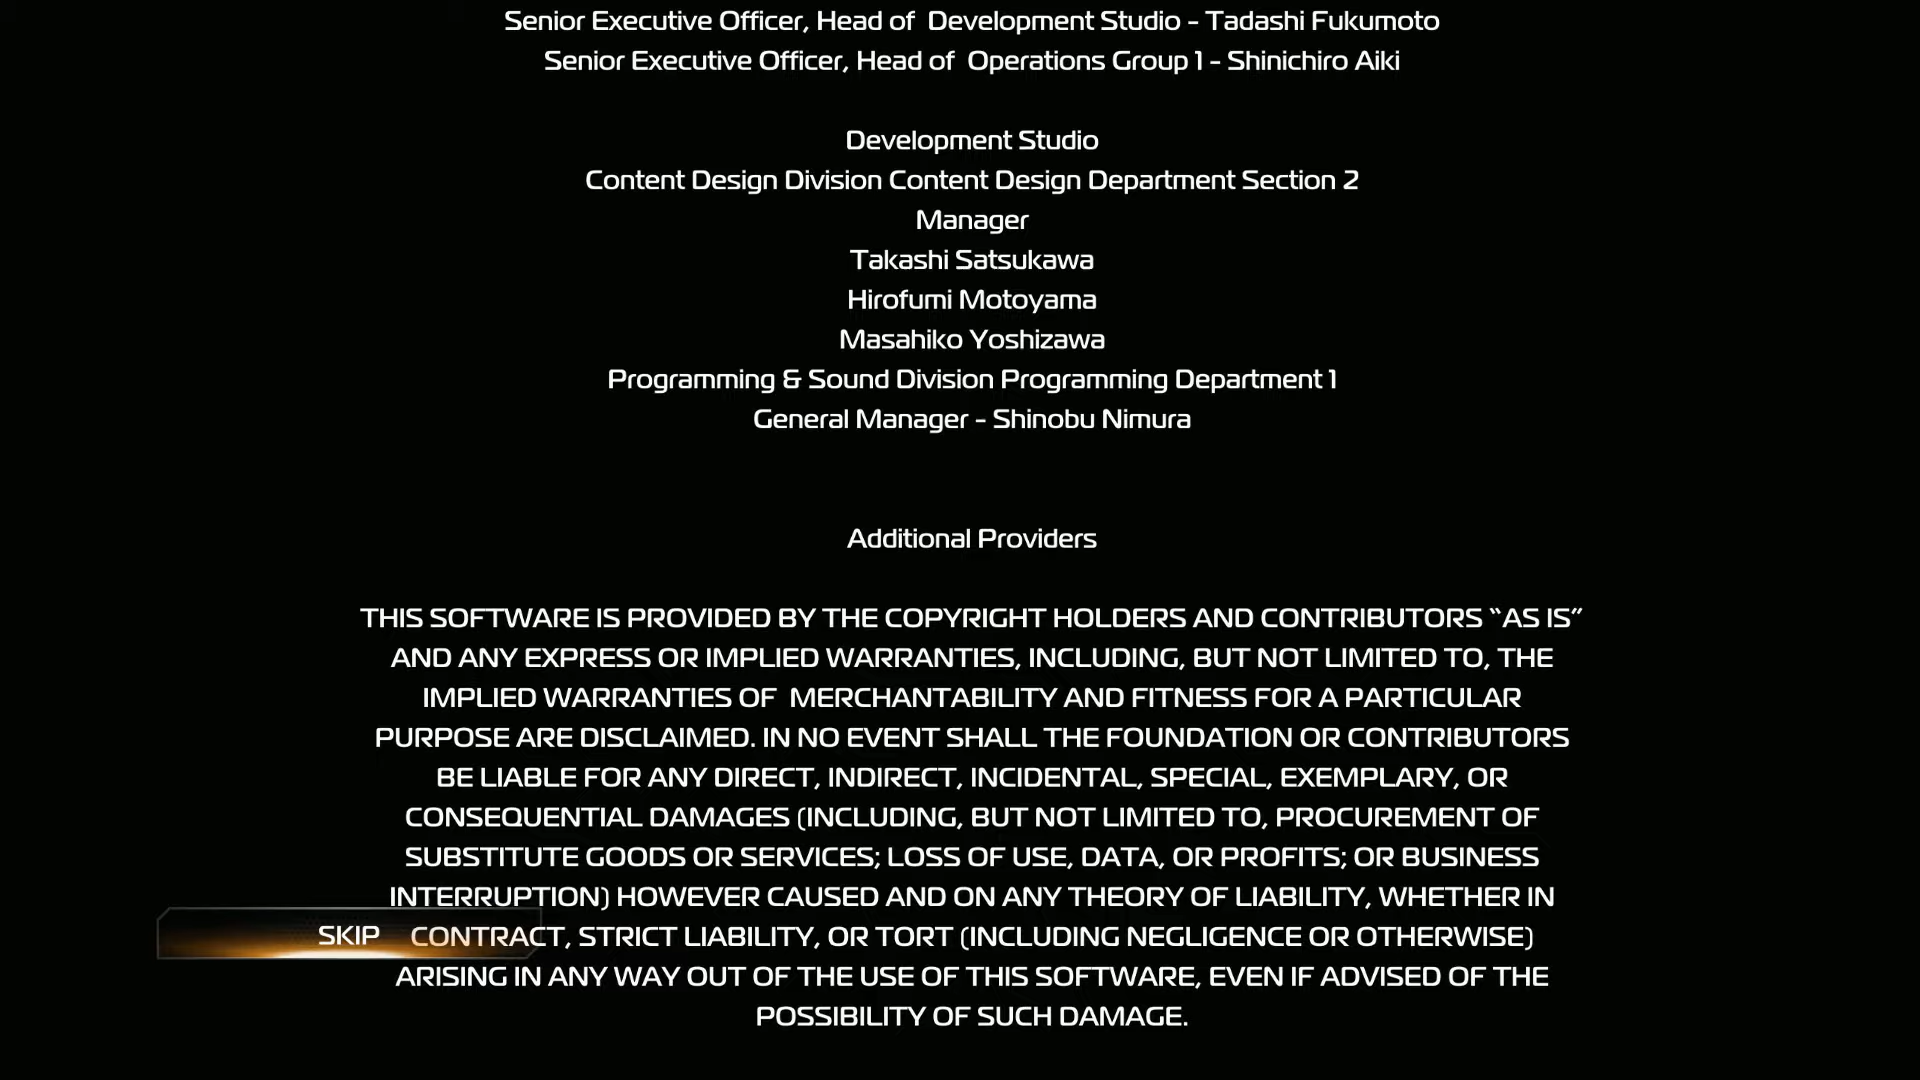 Senior Executive Officer, Head of Development Studio - Tadashi Fukumoto
Senior Executive Officer, Head of Operations Group 1 - Shinichiro Aiki
Development Studio
Content Design Division Content Design Department Section 2
Manager
Takashi Satsukawa
Hirofumi Motoyama
Masahiko Yoshizawa
Programming & Sound Division Programming Department 1
General Manager - Shinobu Nimura
Additional Providers
THIS SOFTWARE IS PROVIDED BY THE COPYRIGHT HOLDERS AND CONTRIBUTORS “AS IS”
AND ANY EXPRESS OR IMPLIED WARRANTIES, INCLUDING, BUT NOT LIMITED TO, THE
IMPLIED WARRANTIES OF MERCHANTABILITY AND FITNESS FOR A PARTICULAR
PURPOSE ARE DISCLAIMED. IN NO EVENT SHALL THE FOUNDATION OR CONTRIBUTORS
BE LIABLE FOR ANY DIRECT, INDIRECT, INCIDENTAL, SPECIAL, EXEMPLARY, OR
CONSEQUENTIAL DAMAGES (INCLUDING, BUT NOT LIMITED TO, PROCUREMENT OF
SUBSTITUTE GOODS OR SERVICES; LOSS OF USE, DATA, OR PROFITS; OR BUSINESS
INTERRUPTION) HOWEVER CAUSED AND ON ANY THEORY OF LIABILITY, WHETHER IN
CONTRACT, STRICT LIABILITY, OR TORT (INCLUDING NEGLIGENCE OR OTHERWISE)
ARISING IN ANY WAY OUT OF THE USE OF THIS SOFTWARE, EVEN IF ADVISED OF THE
POSSIBILITY OF SUCH DAMAGE.
SKIP